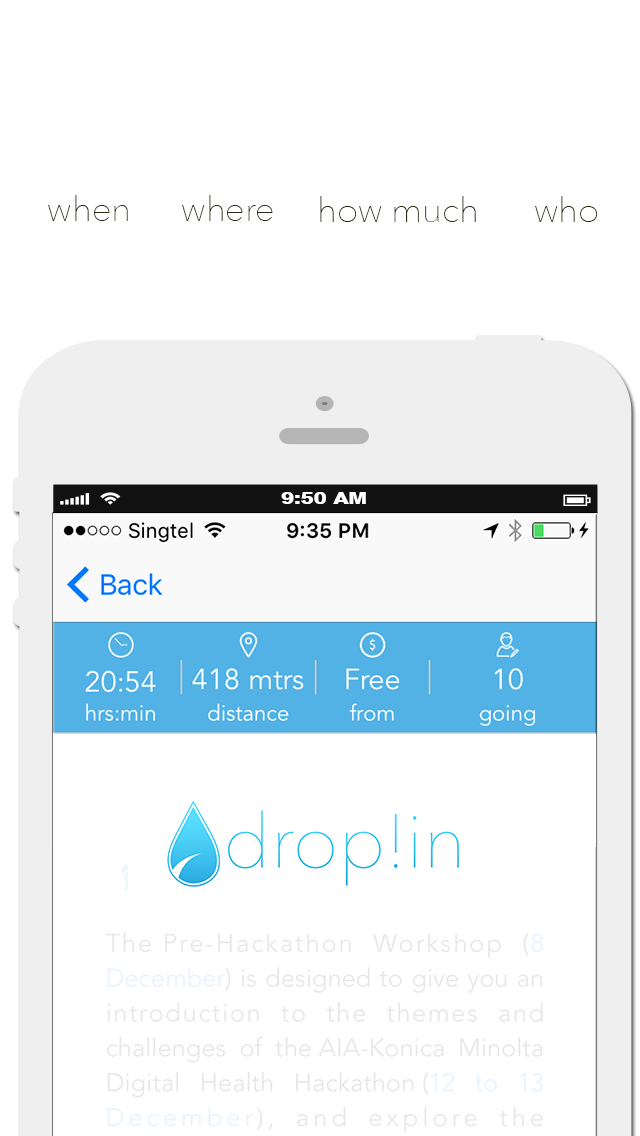 when where how much who
9:50 AM
Singtel 9:35 PM
Back
20:54 418 mtrs Free 10
hrs:min distance from going
drop!in
The Pre-Hackathon Workshop (8
December) is designed to give you an
introduction to the themes and
challenges of the AIA-Konica Minolta
Digital Health Hackathon (12 to 13
December), and explore the